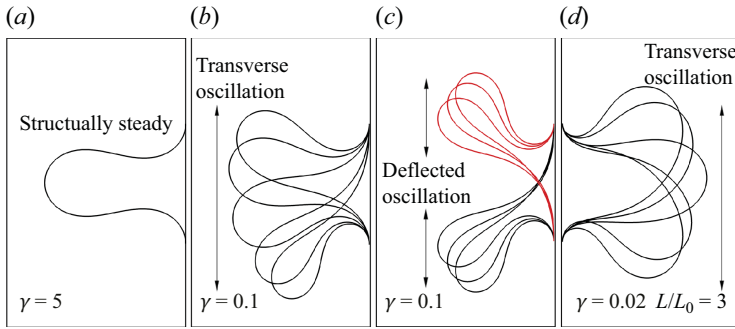 (a)
(b)
(c)
(d)
Structually steady
γ = 5
Transverse
oscillation
γ = 0.1
Deflected
oscillation
γ = 0.1
Transverse
oscillation
γ = 0.02 L/L0 = 3